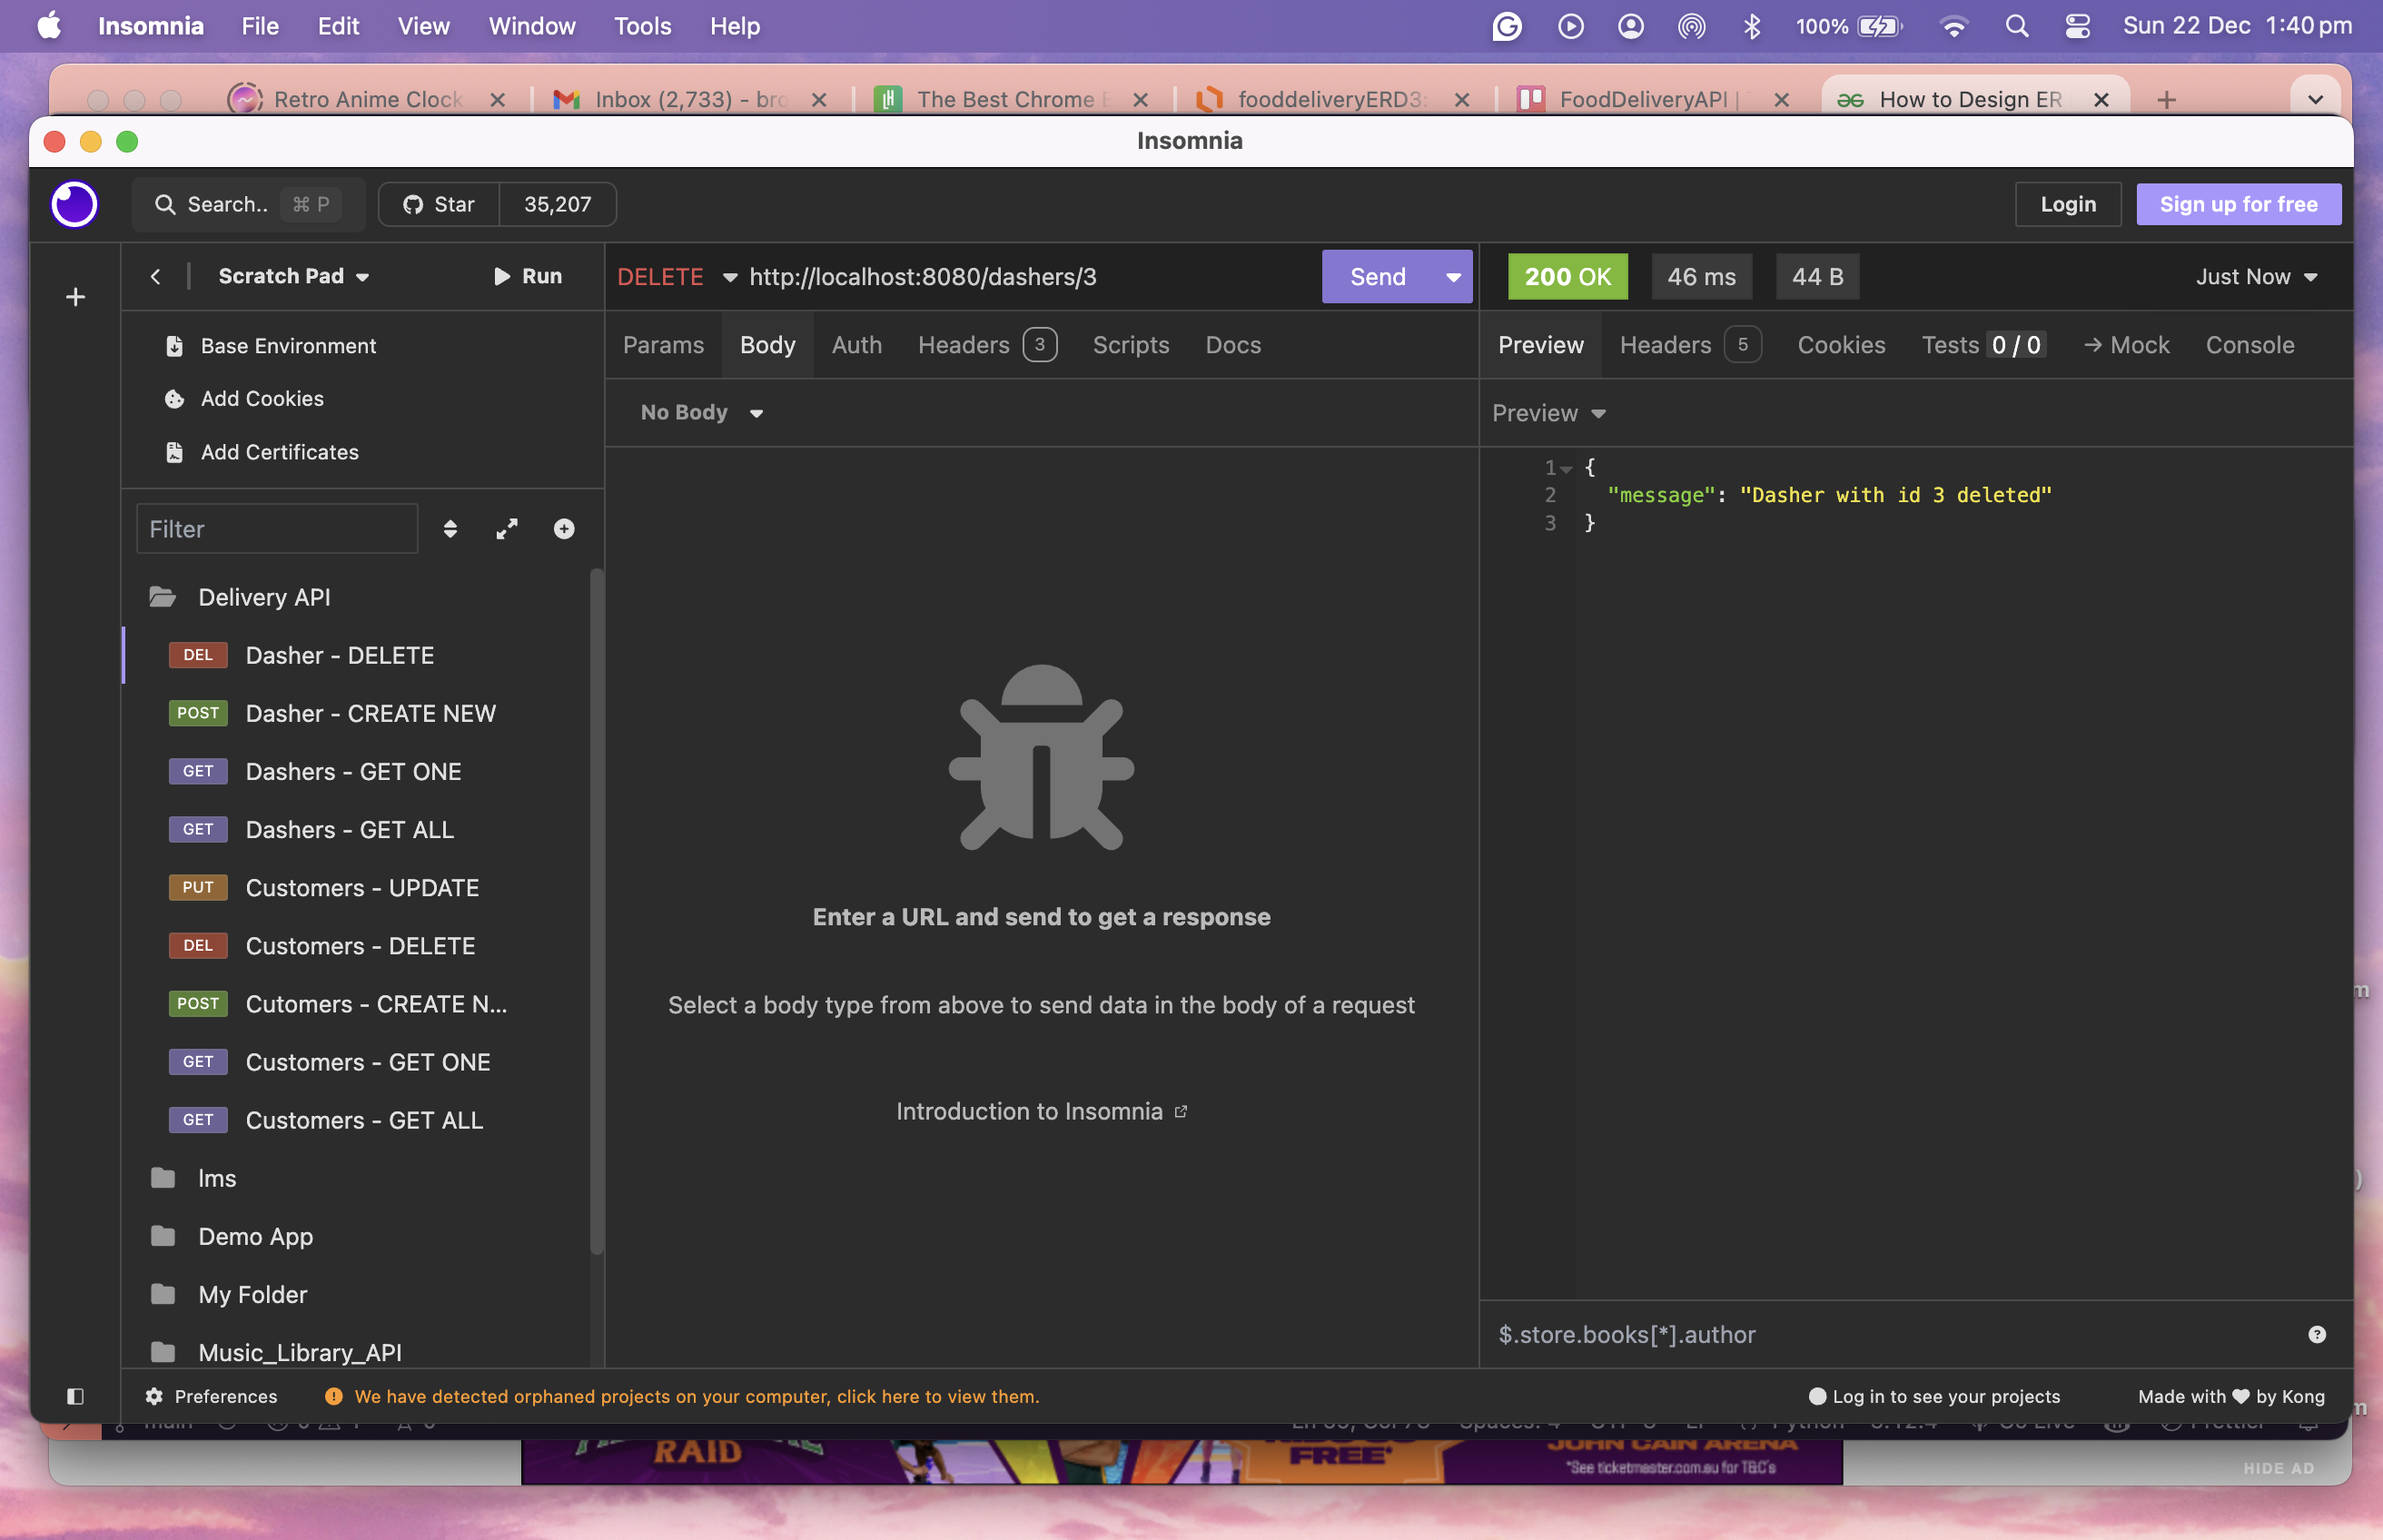 Insomnia File Edit View Window Tools Help 100% Sun 22 Dec 1:40 pm
Retro Anime Clock Inbox (2,733) - bro The Best Chrome E fooddeliveryERD3: FoodDeliveryAPI | How to Design ER
Insomnia
Search.. ⌘ P Star 35,207 Login Sign up for free
Scratch Pad Run DELETE http://localhost:8080/dashers/3 Send 200 OK 46 ms 44 B Just Now
Base Environment
Add Cookies
Add Certificates
Filter
Delivery API
DEL Dasher - DELETE
POST Dasher - CREATE NEW
GET Dashers - GET ONE
GET Dashers - GET ALL
PUT Customers - UPDATE
DEL Customers - DELETE
POST Cutomers - CREATE N...
GET Customers - GET ONE
GET Customers - GET ALL
lms
Demo App
My Folder
Music_Library_API
Params Body Auth Headers 3 Scripts Docs
No Body
Enter a URL and send to get a response
Select a body type from above to send data in the body of a request
Introduction to Insomnia
Preview Headers 5 Cookies Tests 0 / 0 → Mock Console
Preview
1 {
2 "message": "Dasher with id 3 deleted"
3 }
$.store.books[*].author
Preferences We have detected orphaned projects on your computer, click here to view them. Log in to see your projects Made with ♥ by Kong
RAID
FREE*
JOHN CAIN ARENA
*See ticketmaster.com.au for T&C's
HIDE AD